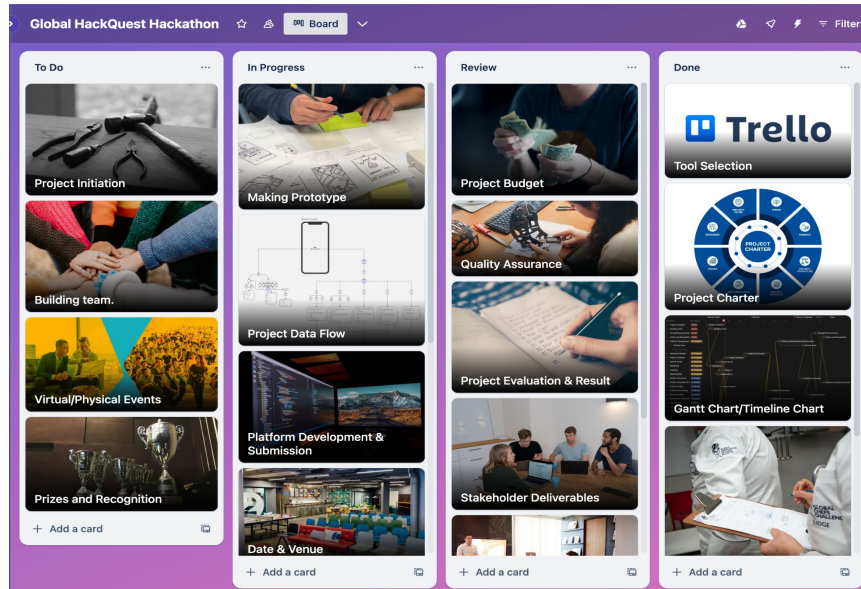 Global HackQuest Hackathon
Board
Filter
To Do
Project Initiation
Building team.
Virtual/Physical Events
Prizes and Recognition
+ Add a card
In Progress
Making Prototype
Project Data Flow
Platform Development &
Submission
Date & Venue
+ Add a card
Review
Project Budget
Quality Assurance
Project Evaluation & Result
Stakeholder Deliverables
+ Add a card
Done
Trello
Tool Selection
PROJECT
CHARTER
Project Charter
Gantt Chart/Timeline Chart
GLOBAL
CHEFS
CHALLENGE
JUDGE
+ Add a card